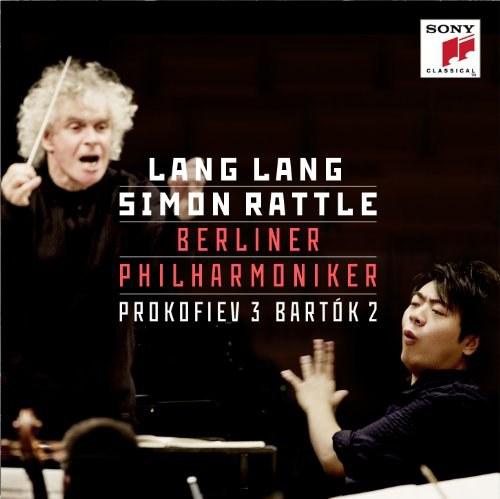 SONY
CLASSICAL
LANG LANG
SIMON RATTLE
BERLINER
PHILHARMONIKER
PROKOFIEV 3 BARTÓK 2